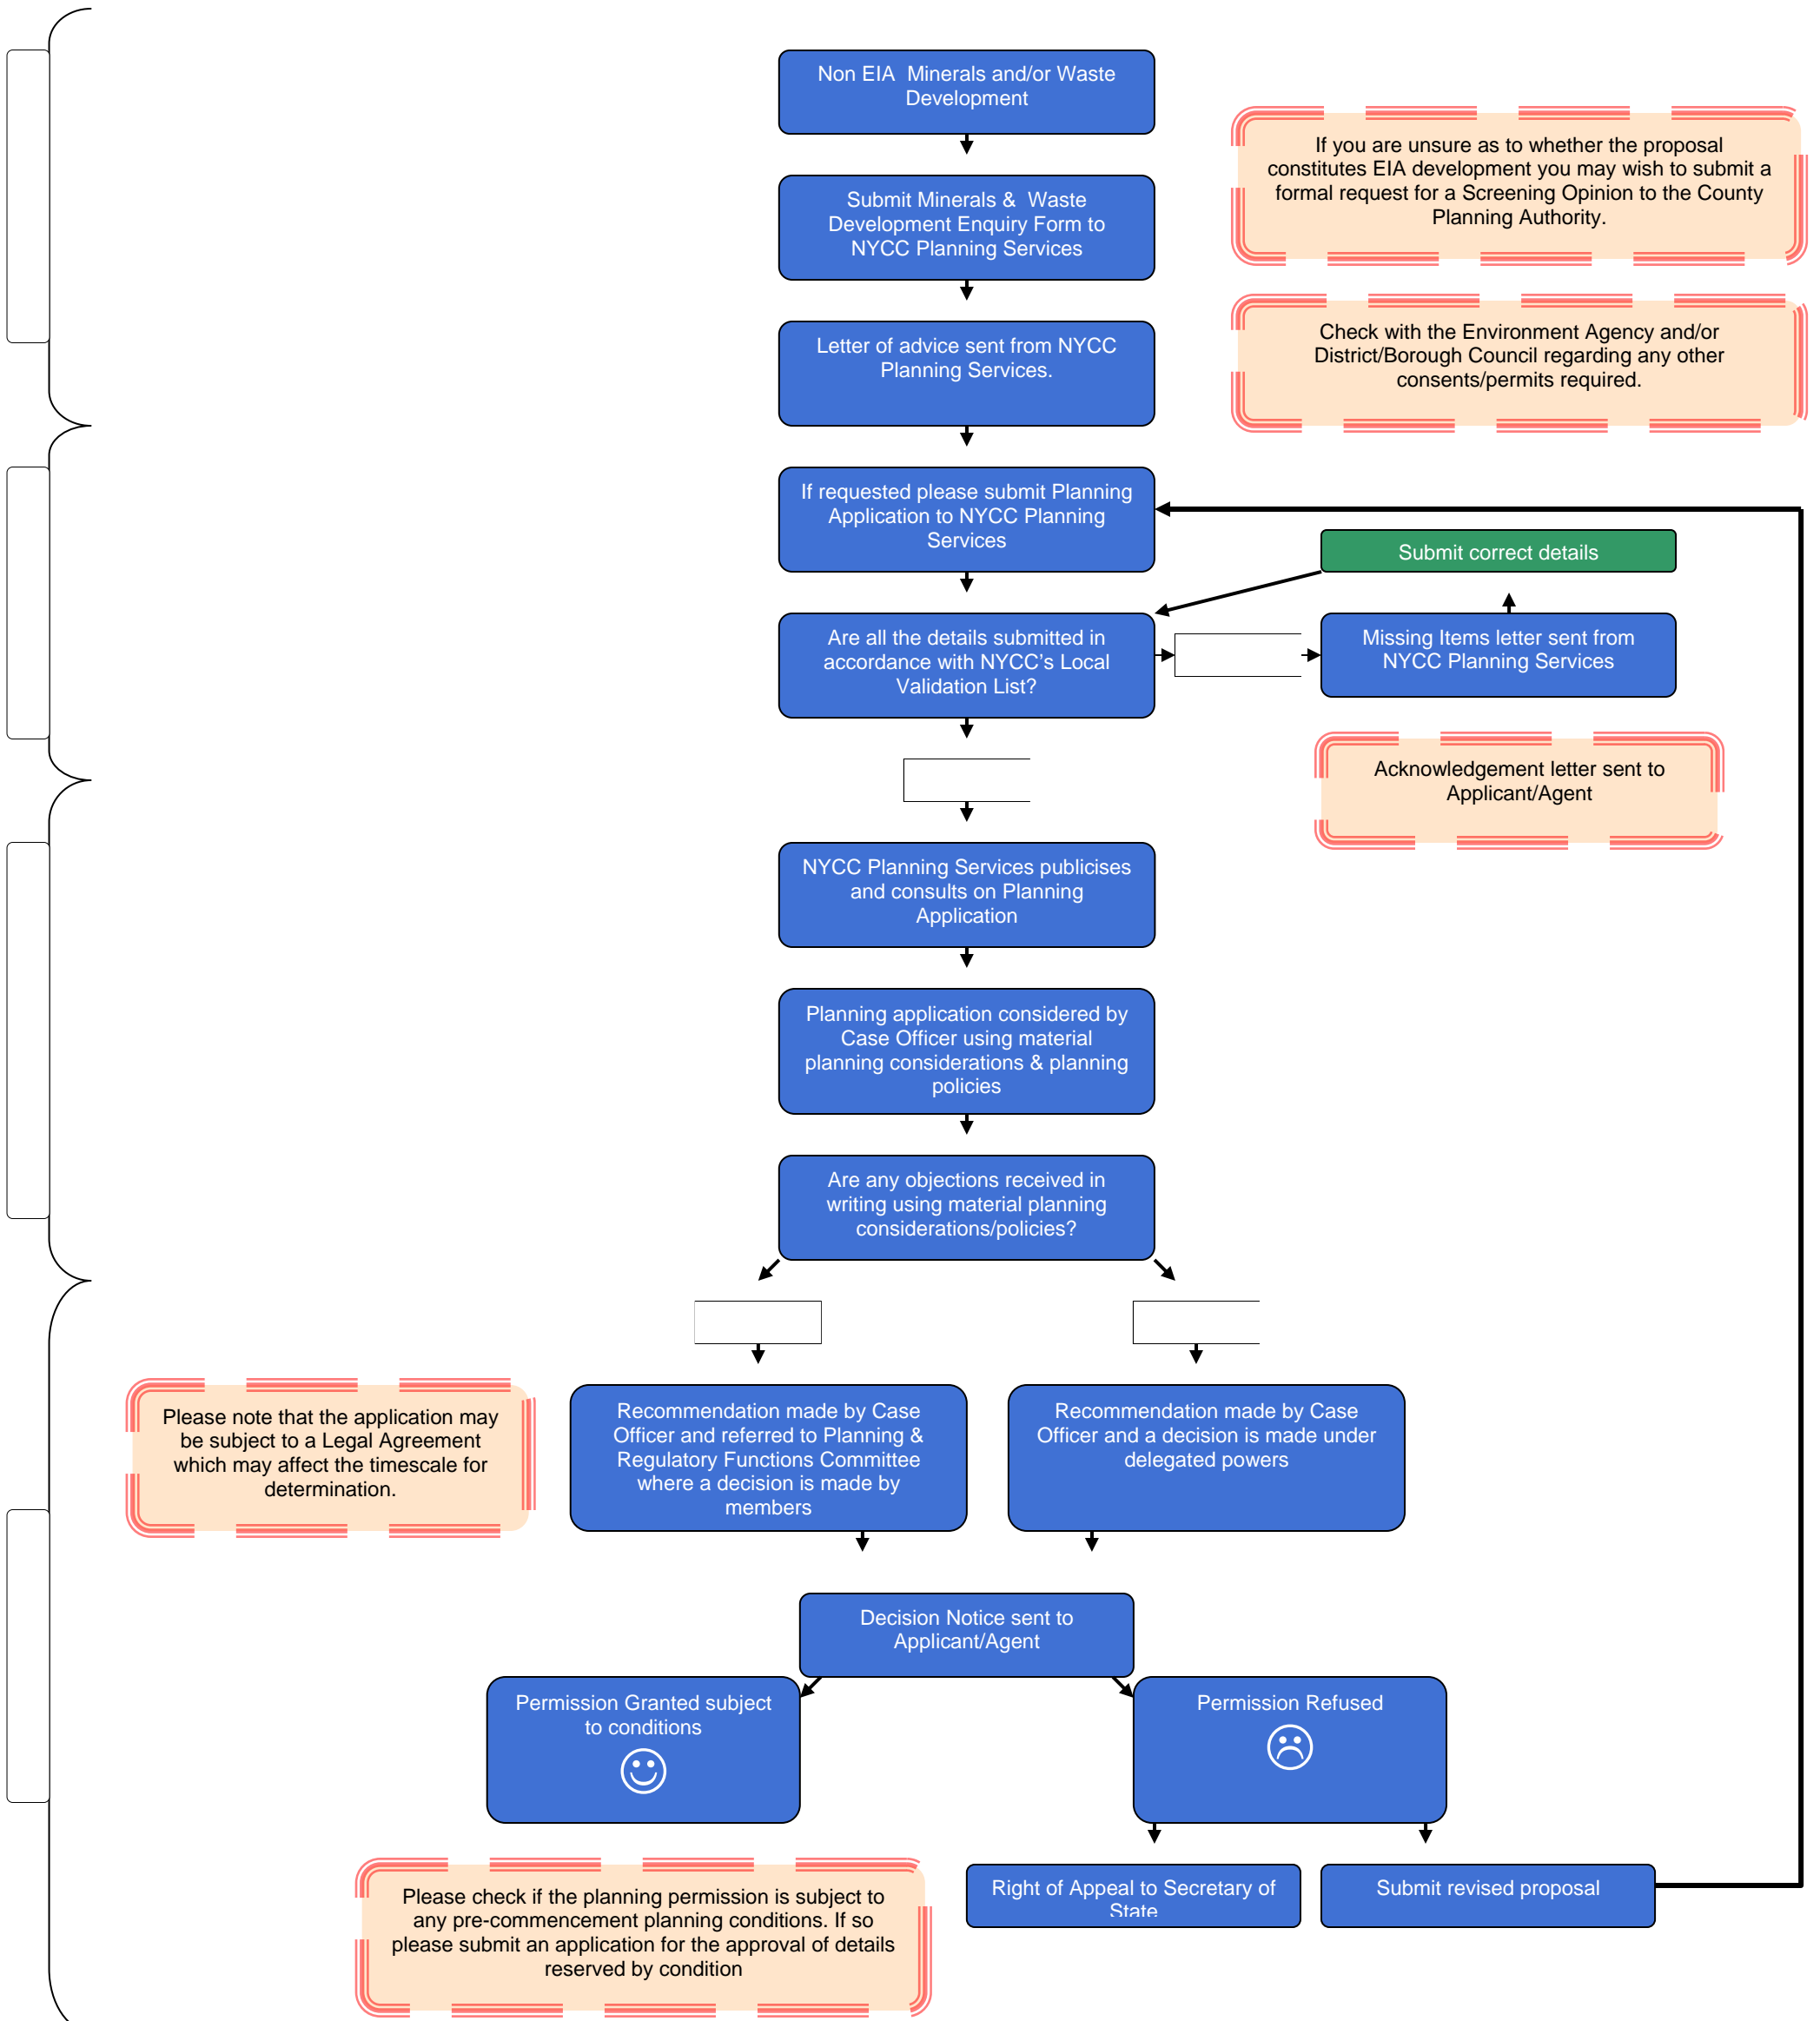 Non EIA  Minerals and/or Waste
Development
If you are unsure as to whether the proposal
constitutes EIA development you may wish to submit a
formal request for a Screening Opinion to the County
Planning Authority.
Submit Minerals &  Waste
Development Enquiry Form to
NYCC Planning Services
Check with the Environment Agency and/or
District/Borough Council regarding any other
consents/permits required.
Letter of advice sent from NYCC
Planning Services.
If requested please submit Planning
Application to NYCC Planning
Services
Submit correct details
Are all the details submitted in
accordance with NYCC's Local
Validation List?
Missing Items letter sent from
NYCC Planning Services
Acknowledgement letter sent to
Applicant/Agent
NYCC Planning Services publicises
and consults on Planning
Application
Planning application considered by
Case Officer using material
planning considerations & planning
policies
Are any objections received in
writing using material planning
considerations/policies?
Please note that the application may
be subject to a Legal Agreement
which may affect the timescale for
determination.
Recommendation made by Case
Officer and referred to Planning &
Regulatory Functions Committee
where a decision is made by
members
Recommendation made by Case
Officer and a decision is made under
delegated powers
Decision Notice sent to
Applicant/Agent
Permission Granted subject
to conditions
Permission Refused
Right of Appeal to Secretary of
State
Submit revised proposal
Please check if the planning permission is subject to
any pre-commencement planning conditions. If so
please submit an application for the approval of details
reserved by condition